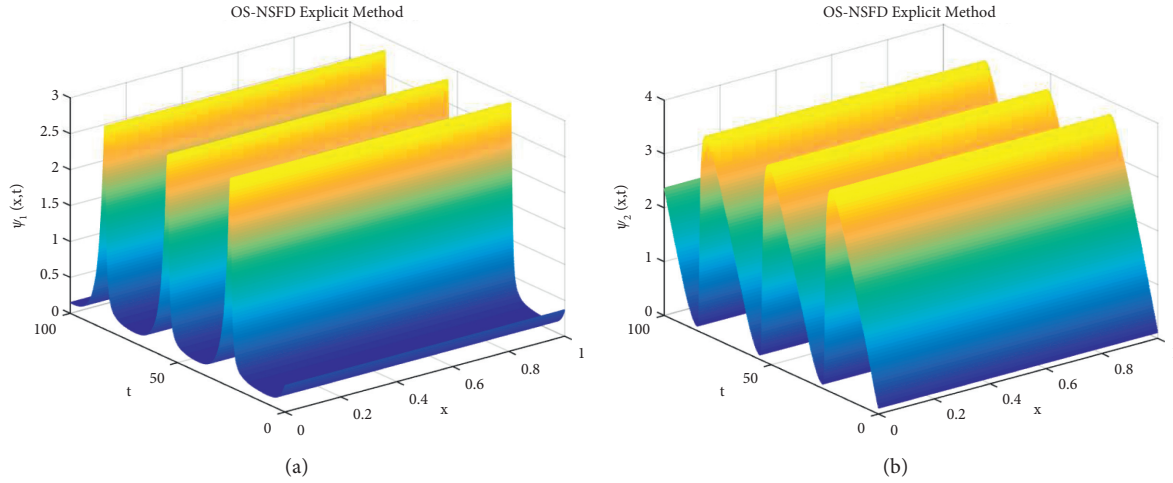 OS-NSFD Explicit Method
3
2.5
2
1.5
1
0.5
0
ψ1 (x,t)
100
50
0
t
0
0.2
0.4
0.6
0.8
1
x
(a)
OS-NSFD Explicit Method
4
3
2
1
0
ψ2 (x,t)
100
50
0
t
0
0.2
0.4
0.6
0.8
x
(b)